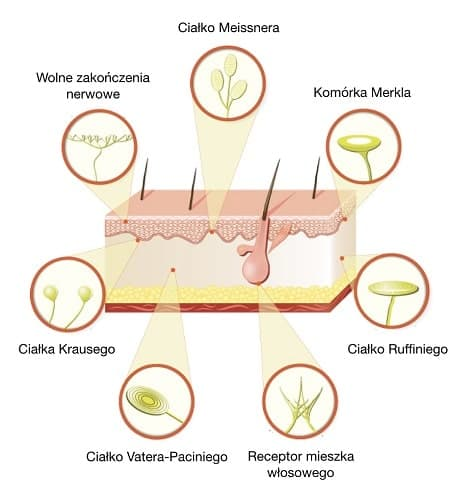 Ciałko Meissnera
Wolne zakończenia
nerwowe
Komórka Merkla
Ciałka Krausego
Ciałko Ruffiniego
Ciałko Vatera-Paciniego
Receptor mieszka
włosowego